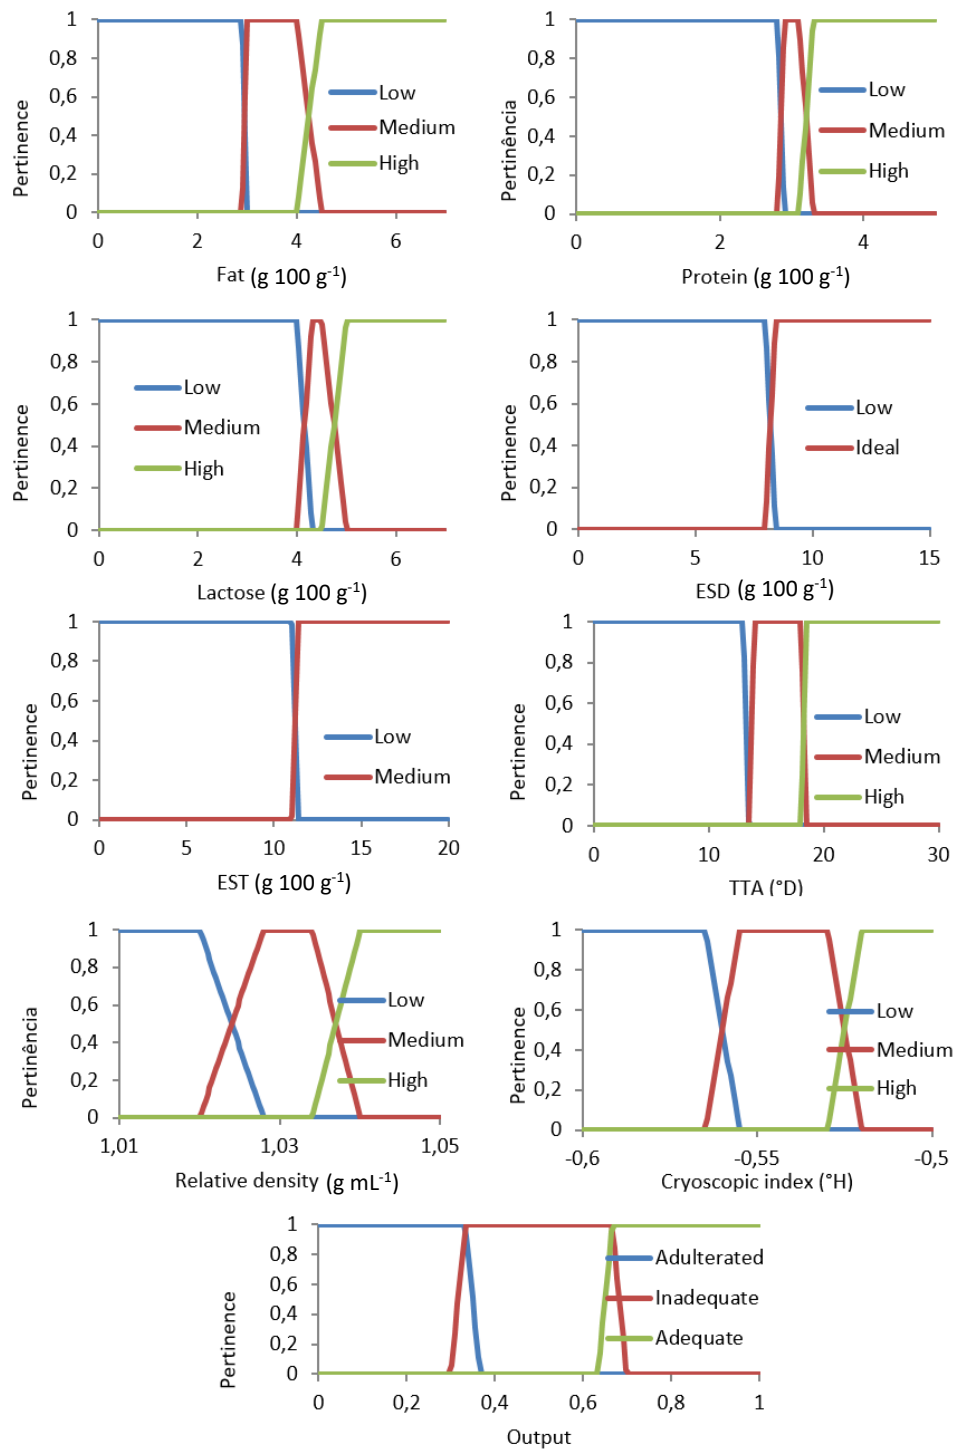 1
0,8
0,6
0,4
0,2
0
Pertinence
Low
Medium
High
0
2
4
6
Fat (g 100 g-1)
1
0,8
0,6
0,4
0,2
0
Pertinência
Low
Medium
High
0
2
4
Protein (g 100 g-1)
1
0,8
0,6
0,4
0,2
0
Pertinence
Low
Medium
High
0
2
4
6
Lactose (g 100 g-1)
1
0,8
0,6
0,4
0,2
0
Pertinence
Low
Ideal
0
5
10
15
ESD (g 100 g-1)
1
0,8
0,6
0,4
0,2
0
Pertinence
Low
Medium
0
5
10
15
20
EST (g 100 g-1)
1
0,8
0,6
0,4
0,2
0
Pertinence
Low
Medium
High
0
10
20
30
TTA (°D)
1
0,8
0,6
0,4
0,2
0
Pertinência
Low
Medium
High
1,01
1,03
1,05
Relative density (g mL-1)
1
0,8
0,6
0,4
0,2
0
Pertinence
Low
Medium
High
-0,6
-0,55
-0,5
Cryoscopic index (°H)
1
0,8
0,6
0,4
0,2
0
Pertinence
Adulterated
Inadequate
Adequate
0
0,2
0,4
0,6
0,8
1
Output